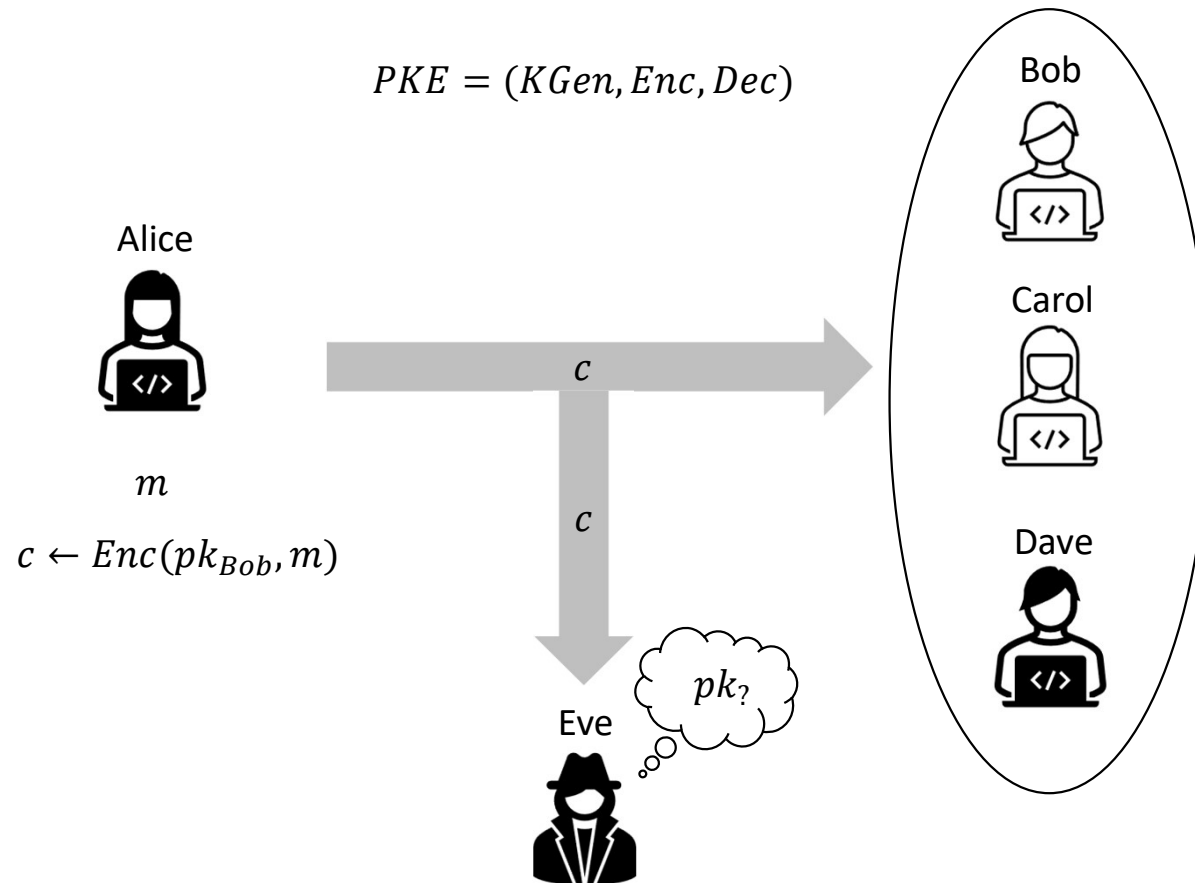 PKE = (KGen, Enc, Dec)
Bob
</>
Alice
</>
Carol
</>
c
m
c ← Enc(pk_Bob, m)
c
Dave
</>
pk_?
Eve